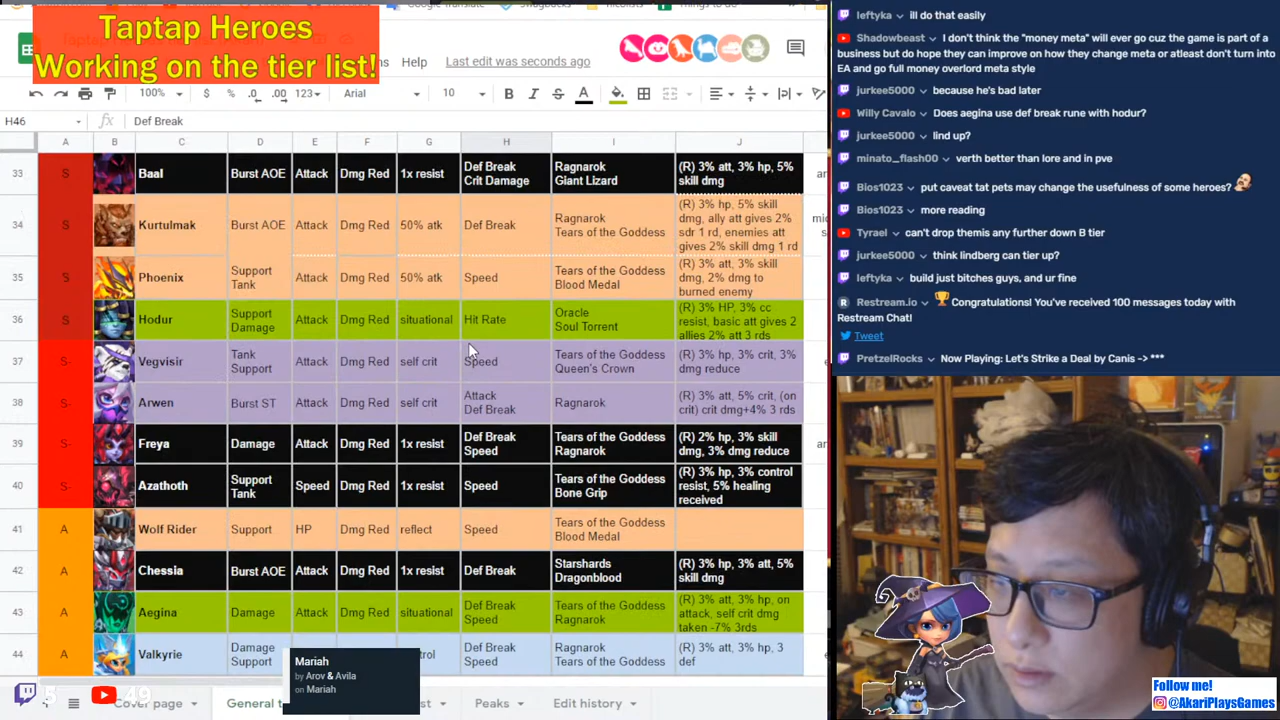 Taptap Heroes
Working on the tier list!
Help
Last edit was seconds ago
100%
$
%
.0
.00
123
Arial
10
B
I
S
A
H46
fx
Def Break
A
B
C
D
E
F
G
H
I
J
33
S
Baal
Burst AOE
Attack
Dmg Red
1x resist
Def Break
Crit Damage
Ragnarok
Giant Lizard
(R) 3% att, 3% hp, 5%
skill dmg
34
S
Kurtulmak
Burst AOE
Attack
Dmg Red
50% atk
Def Break
Ragnarok
Tears of the Goddess
(R) 3% hp, 5% skill
dmg, ally att gives 2%
sdr 1 rd, enemies att
gives 2% skill dmg 1 rd
35
S
Phoenix
Support
Tank
Attack
Dmg Red
50% atk
Speed
Tears of the Goddess
Blood Medal
(R) 3% att, 3% skill
dmg, 2% dmg to
burned enemy
36
S
Hodur
Support
Damage
Attack
Dmg Red
situational
Hit Rate
Oracle
Soul Torrent
(R) 3% HP, 3% cc
resist, basic att gives 2
allies 2% att 3 rds
37
S-
Vegvisir
Tank
Support
Attack
Dmg Red
self crit
Speed
Tears of the Goddess
Queen's Crown
(R) 3% hp, 3% crit, 3%
dmg reduce
38
S-
Arwen
Burst ST
Attack
Dmg Red
self crit
Attack
Def Break
Ragnarok
(R) 3% att, 5% crit, (on
crit) crit dmg+4% 3 rds
39
S-
Freya
Damage
Attack
Dmg Red
1x resist
Def Break
Speed
Tears of the Goddess
Ragnarok
(R) 2% hp, 3% skill
dmg, 3% dmg reduce
40
S-
Azathoth
Support
Tank
Speed
Dmg Red
1x resist
Speed
Tears of the Goddess
Bone Grip
(R) 3% hp, 3% control
resist, 5% healing
received
41
A
Wolf Rider
Support
HP
Dmg Red
reflect
Speed
Tears of the Goddess
Blood Medal
42
A
Chessia
Burst AOE
Attack
Dmg Red
1x resist
Def Break
Starshards
Dragonblood
(R) 3% hp, 3% att, 5%
skill dmg
43
A
Aegina
Damage
Attack
Dmg Red
situational
Def Break
Speed
Tears of the Goddess
Ragnarok
(R) 3% att, 3% hp, on
attack, self crit dmg
taken -7% 3rds
44
A
Valkyrie
Damage
Support
Def Break
Speed
Ragnarok
Tears of the Goddess
(R) 3% att, 3% hp, 3
def
Mariah
by Arov & Avila
on Mariah
5
49
Cover page
General t
Peaks
Edit history
leftyka ill do that easily
Shadowbeast I don't think the "money meta" will ever go cuz the game is part of a
business but do hope they can improve on how they change meta or atleast don't turn into
EA and go full money overlord meta style
jurkee5000 because he's bad later
Willy Cavalo Does aegina use def break rune with hodur?
jurkee5000 lind up?
minato_flash00 verth better than lore and in pve
Bios1023 put caveat tat pets may change the usefulness of some heroes?
Bios1023 more reading
Tyrael can't drop themis any further down B tier
jurkee5000 think lindberg can tier up?
leftyka build just bitches guys, and ur fine
Restream.io Congratulations! You've received 100 messages today with
Restream Chat!
Tweet
PretzelRocks Now Playing: Let's Strike a Deal by Canis -> ***
Follow me!
@AkariPlaysGames